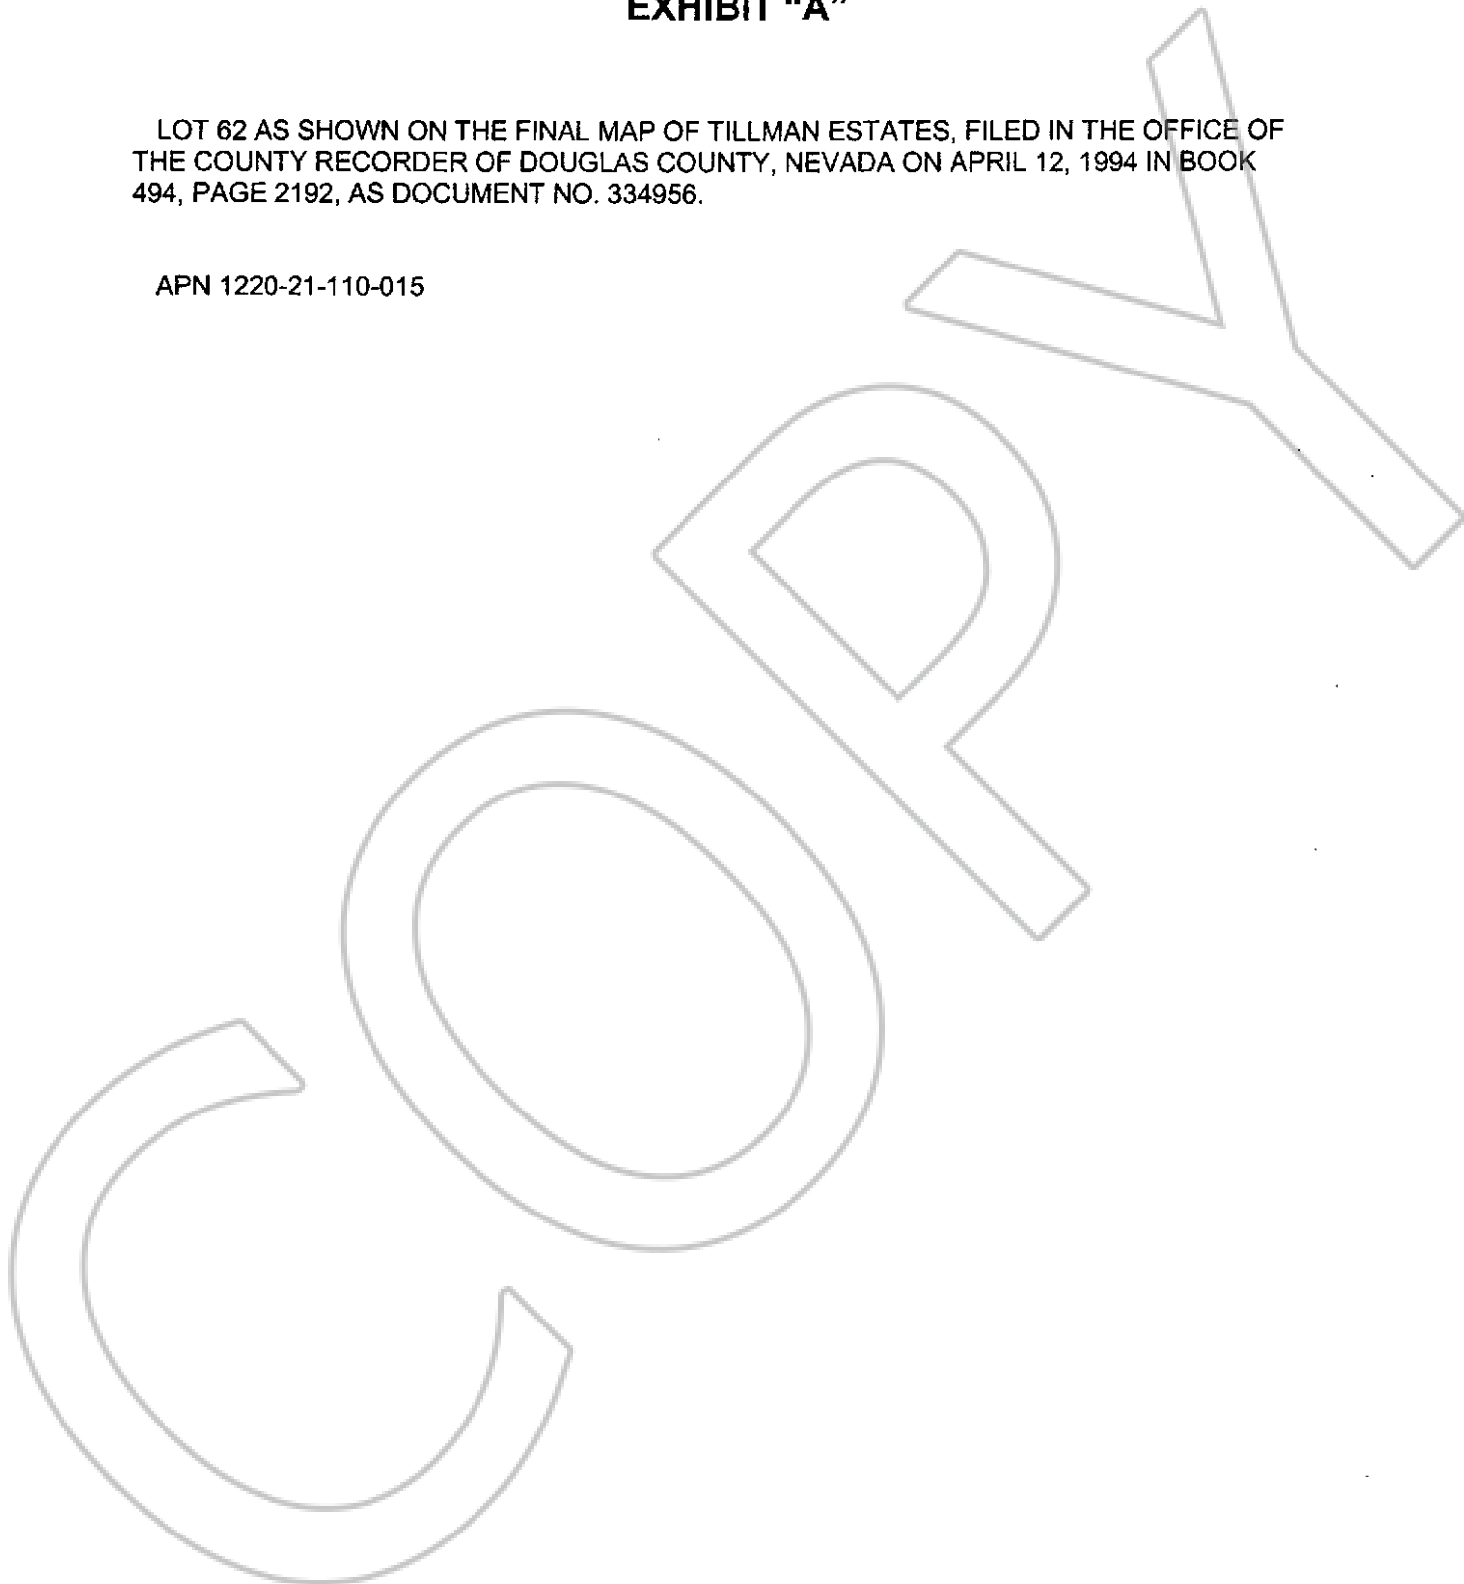 EXHIBIT "A"
LOT 62 AS SHOWN ON THE FINAL MAP OF TILLMAN ESTATES, FILED IN THE OFFICE OF
THE COUNTY RECORDER OF DOUGLAS COUNTY, NEVADA ON APRIL 12, 1994 IN BOOK
494, PAGE 2192, AS DOCUMENT NO. 334956.
APN 1220-21-110-015
COPY